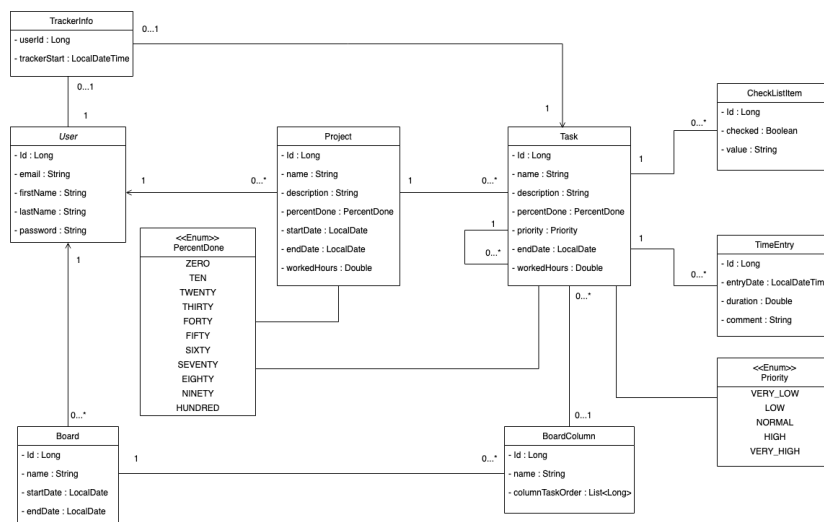 TrackerInfo
- userId : Long
- trackerStart : LocalDateTime
0...1
0...1
1
1
User
- Id : Long
- email : String
- firstName : String
- lastName : String
- password : String
1
0...*
Project
- Id : Long
- name : String
- description : String
- percentDone : PercentDone
- startDate : LocalDate
- endDate : LocalDate
- workedHours : Double
1
0...*
Task
- Id : Long
- name : String
- description : String
- percentDone : PercentDone
- priority : Priority
- endDate : LocalDate
- workedHours : Double
1
0...*
1
0...*
CheckListItem
- Id : Long
- checked : Boolean
- value : String
1
0...*
TimeEntry
- Id : Long
- entryDate : LocalDateTim
- duration : Double
- comment : String
<<Enum>>
PercentDone
ZERO
TEN
TWENTY
THIRTY
FORTY
FIFTY
SIXTY
SEVENTY
EIGHTY
NINETY
HUNDRED
<<Enum>>
Priority
VERY_LOW
LOW
NORMAL
HIGH
VERY_HIGH
1
0...*
0...*
0...1
Board
- Id : Long
- name : String
- startDate : LocalDate
- endDate : LocalDate
1
0...*
BoardColumn
- Id : Long
- name : String
- columnTaskOrder : List<Long>